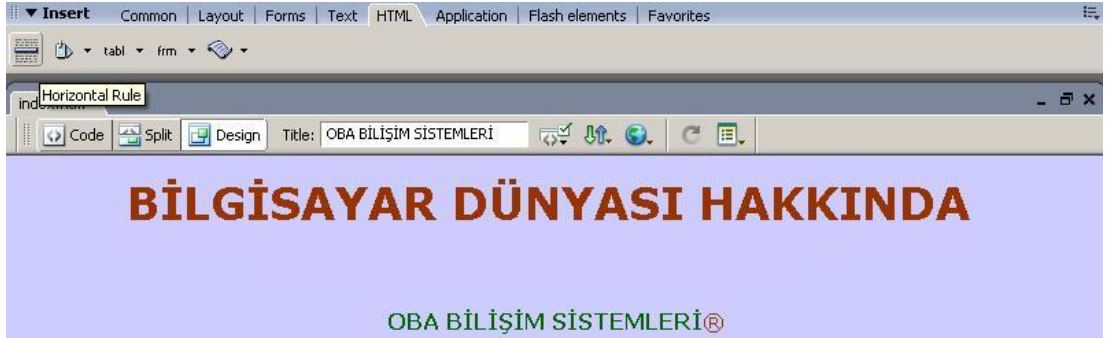 ▼ Insert Common | Layout | Forms | Text HTML Application | Flash elements | Favorites
tabl frm
Horizontal Rule
Code Split Design Title: OBA BİLİŞİM SİSTEMLERİ
BİLGİSAYAR DÜNYASI HAKKINDA
OBA BİLİŞİM SİSTEMLERİ®